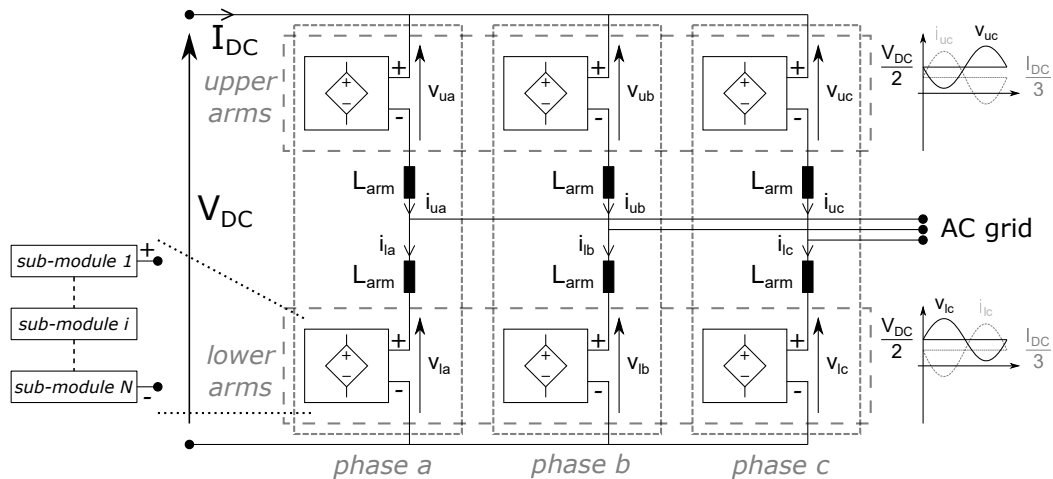 I_DC
upper arms
+
-
v_ua
+
-
v_ub
+
-
v_uc
+
−
+
−
+
−
L_arm
L_arm
L_arm
i_ua
i_ub
i_uc
V_DC
AC grid
i_la
i_lb
i_lc
L_arm
L_arm
L_arm
sub-module 1
+
sub-module i
sub-module N
-
lower arms
+
-
v_la
+
-
v_lb
+
-
v_lc
+
−
+
−
+
−
phase a
phase b
phase c
i_uc
v_uc
V_DC
2
I_DC
3
v_lc
i_lc
V_DC
2
I_DC
3